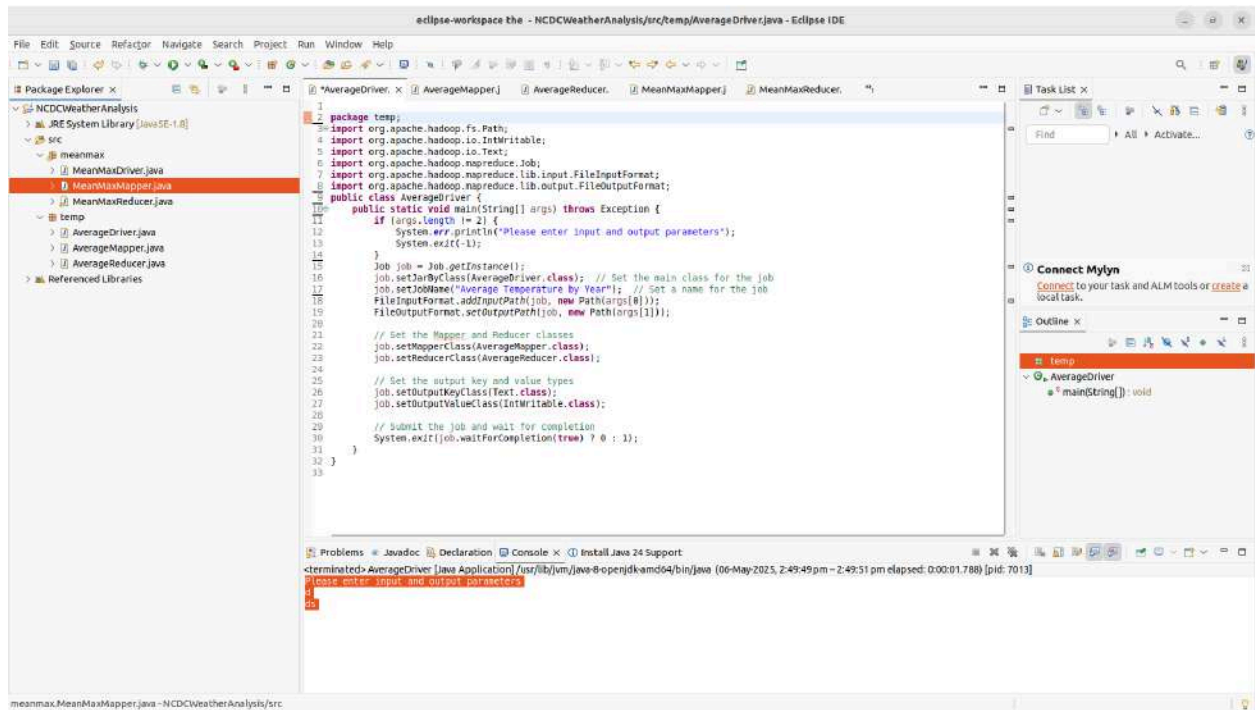 eclipse-workspace the - NCDCWeatherAnalysis/src/temp/AverageDriver.java - Eclipse IDE
File Edit Source Refactor Navigate Search Project Run Window Help
Package Explorer ×
NCDCWeatherAnalysis
JRE System Library [JavaSE-1.8]
src
meanmax
MeanMaxDriver.java
MeanMaxMapper.java
MeanMaxReducer.java
temp
AverageDriver.java
AverageMapper.java
AverageReducer.java
Referenced Libraries
*AverageDriver. × AverageMapper.j AverageReducer. MeanMaxMapper.j MeanMaxReducer.
1
2 package temp;
3 import org.apache.hadoop.fs.Path;
4 import org.apache.hadoop.io.IntWritable;
5 import org.apache.hadoop.io.Text;
6 import org.apache.hadoop.mapreduce.Job;
7 import org.apache.hadoop.mapreduce.lib.input.FileInputFormat;
8 import org.apache.hadoop.mapreduce.lib.output.FileOutputFormat;
9 public class AverageDriver {
10 public static void main(String[] args) throws Exception {
11 if (args.length != 2) {
12 System.err.println("Please enter input and output parameters");
13 System.exit(-1);
14 }
15 Job job = Job.getInstance();
16 job.setJarByClass(AverageDriver.class); // Set the main class for the job
17 job.setJobName("Average Temperature by Year"); // Set a name for the job
18 FileInputFormat.addInputPath(job, new Path(args[0]));
19 FileOutputFormat.setOutputPath(job, new Path(args[1]));
20
21 // Set the Mapper and Reducer classes
22 job.setMapperClass(AverageMapper.class);
23 job.setReducerClass(AverageReducer.class);
24
25 // Set the output key and value types
26 job.setOutputKeyClass(Text.class);
27 job.setOutputValueClass(IntWritable.class);
28
29 // Submit the job and wait for completion
30 System.exit(job.waitForCompletion(true) ? 0 : 1);
31 }
32 }
33
Task List ×
Find All Activate...
Connect Mylyn
Connect to your task and ALM tools or create a
local task.
Outline ×
temp
AverageDriver
main(String[]) : void
Problems Javadoc Declaration Console × Install Java 24 Support
<terminated> AverageDriver [Java Application] /usr/lib/jvm/java-8-openjdk-amd64/bin/java (06-May-2025, 2:49:49 pm – 2:49:51 pm elapsed: 0:00:01.788) [pid: 7013]
Please enter input and output parameters
d
ds
meanmax.MeanMaxMapper.java - NCDCWeatherAnalysis/src